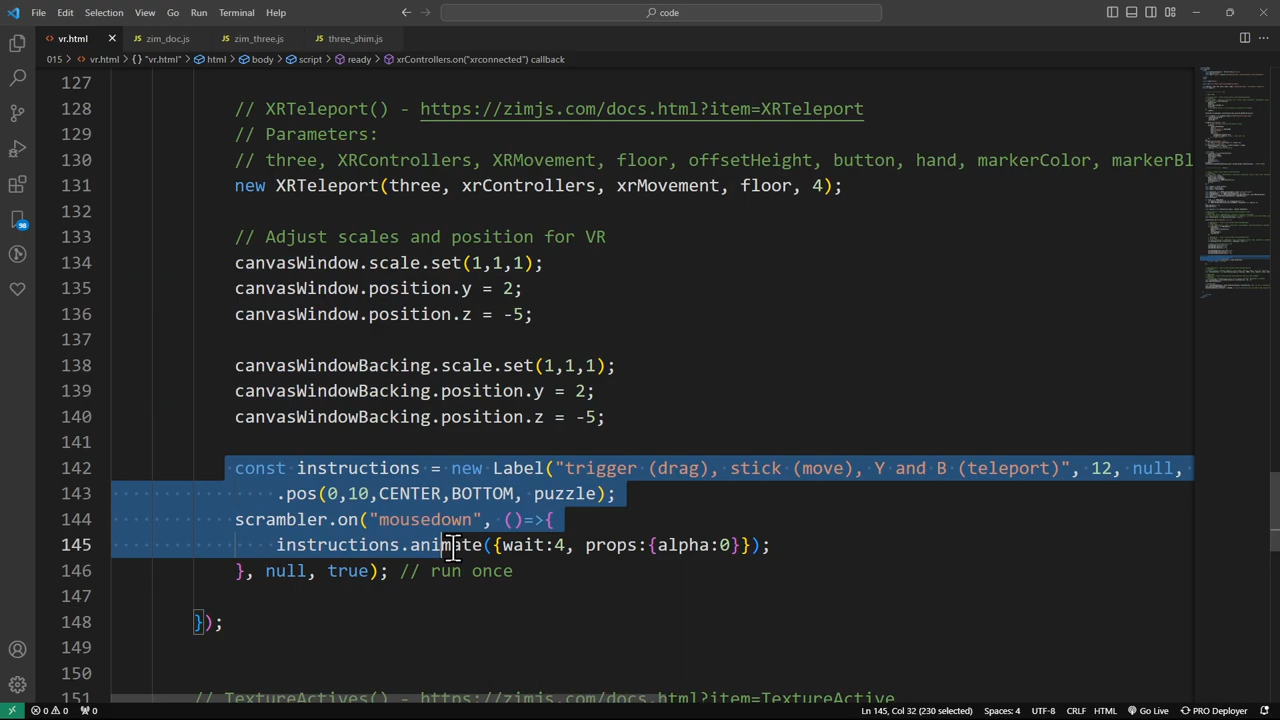 File Edit Selection View Go Run Terminal Help
code
vr.html zim_doc.js zim_three.js three_shim.js
015 vr.html {} "vr.html" html body script ready xrControllers.on("xrconnected") callback
127
128 // XRTeleport() - https://zimjs.com/docs.html?item=XRTeleport
129 // Parameters:
130 // three, XRControllers, XRMovement, floor, offsetHeight, button, hand, markerColor, markerBl
131 new XRTeleport(three, xrControllers, xrMovement, floor, 4);
132
133 // Adjust scales and position for VR
134 canvasWindow.scale.set(1,1,1);
135 canvasWindow.position.y = 2;
136 canvasWindow.position.z = -5;
137
138 canvasWindowBacking.scale.set(1,1,1);
139 canvasWindowBacking.position.y = 2;
140 canvasWindowBacking.position.z = -5;
141
142 const instructions = new Label("trigger (drag), stick (move), Y and B (teleport)", 12, null,
143 .pos(0,10,CENTER,BOTTOM, puzzle);
144 scrambler.on("mousedown", ()=>{
145 instructions.animate({wait:4, props:{alpha:0}});
146 }, null, true); // run once
147
148 });
149
150
151 // TextureActives() - https://zimjs.com/docs.html?item=TextureActive
98
0 0 0 Ln 145, Col 32 (230 selected) Spaces: 4 UTF-8 CRLF HTML Go Live PRO Deployer